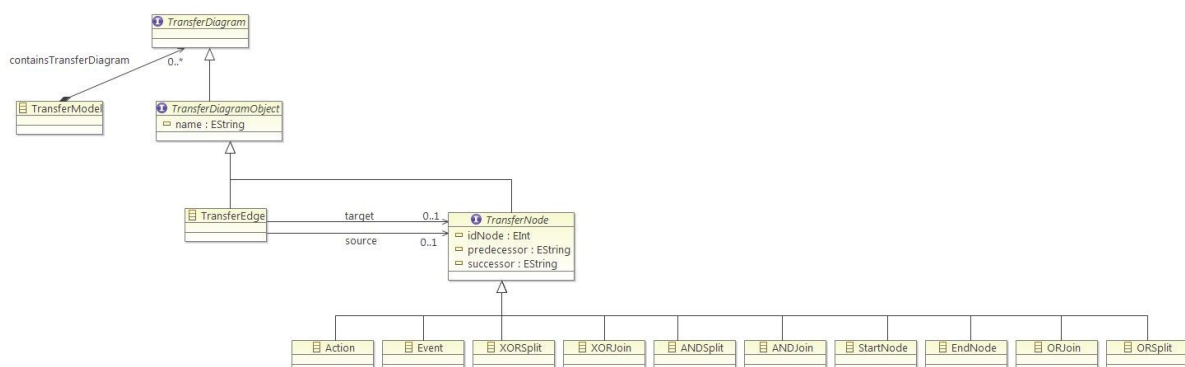 TransferDiagram
containsTransferDiagram
0..*
TransferModel
TransferDiagramObject
name : EString
TransferEdge
target
0..1
source
0..1
TransferNode
idNode : EInt
predecessor : EString
successor : EString
Action
Event
XORSplit
XORJoin
ANDSplit
ANDJoin
StartNode
EndNode
ORJoin
ORSplit